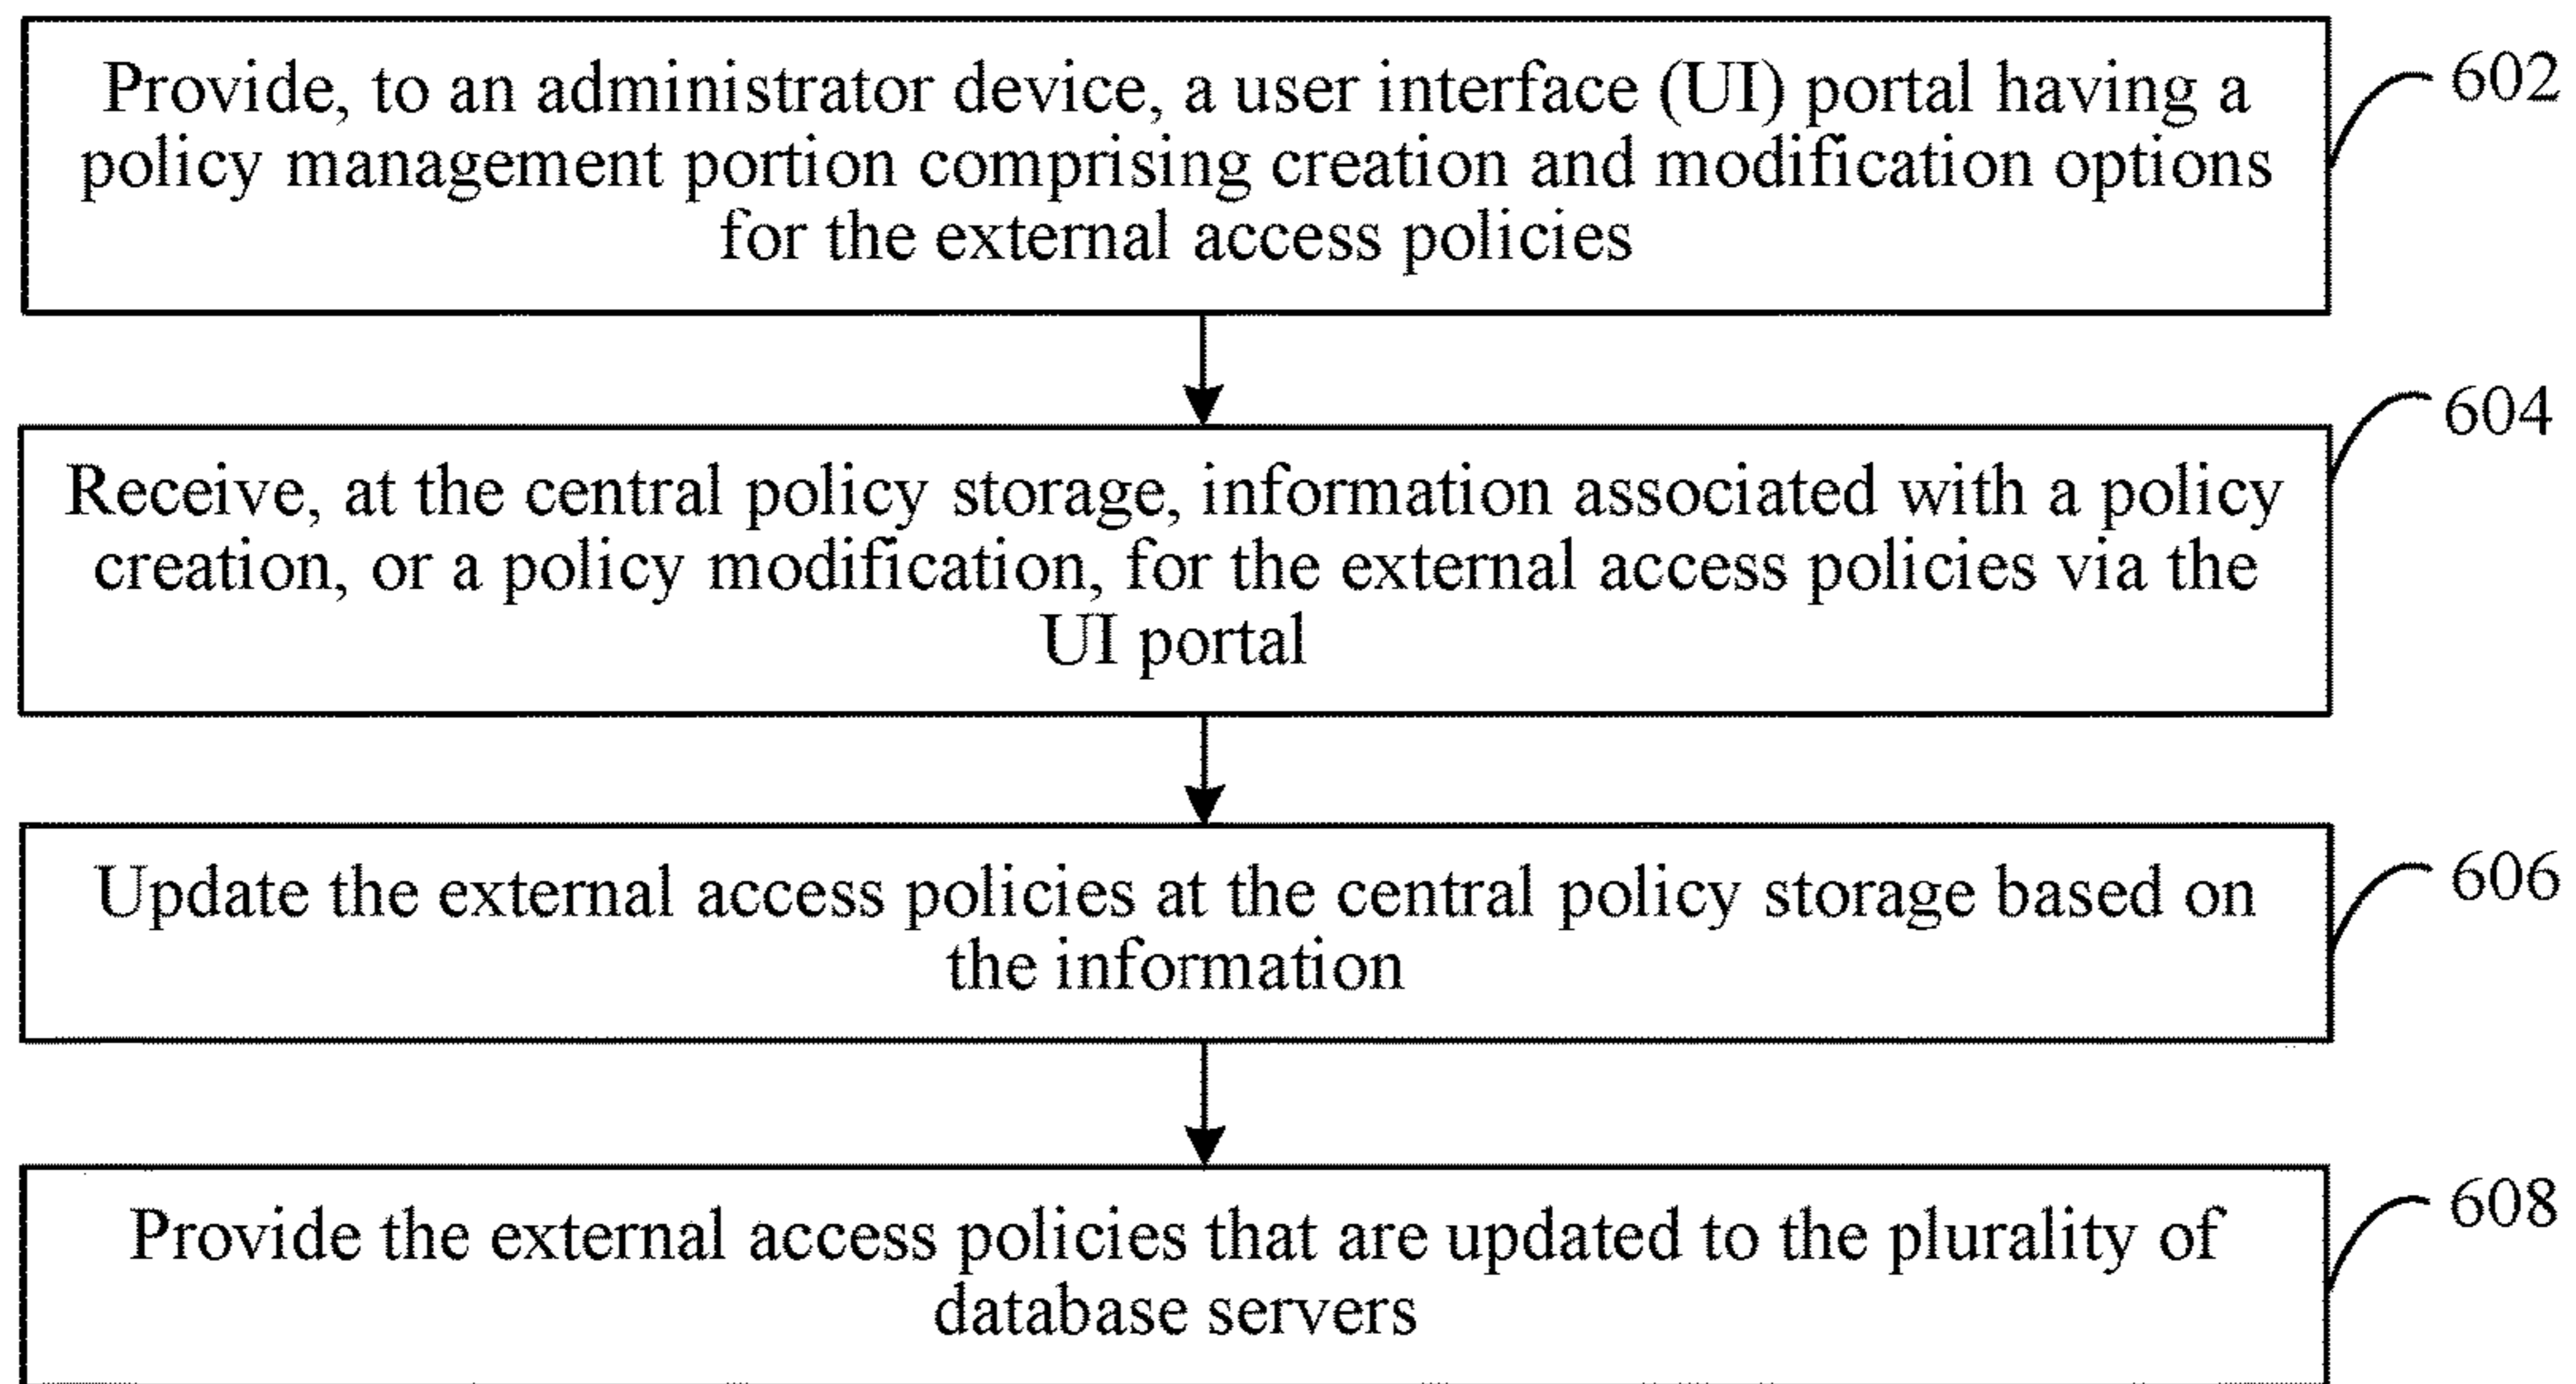 Provide, to an administrator device, a user interface (UI) portal having a
policy management portion comprising creation and modification options
for the external access policies
602
Receive, at the central policy storage, information associated with a policy
creation, or a policy modification, for the external access policies via the
UI portal
604
Update the external access policies at the central policy storage based on
the information
606
Provide the external access policies that are updated to the plurality of
database servers
608